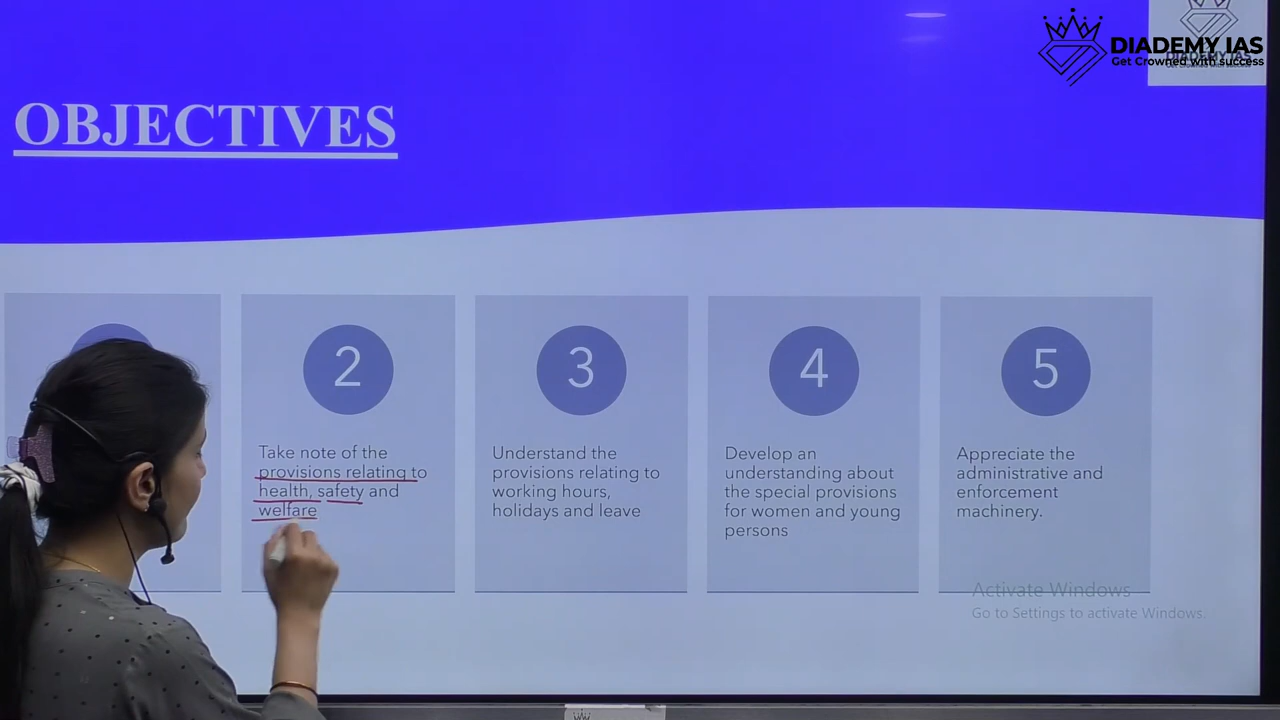 DIADEMY IAS
Get Crowned with success
DIADEMY IAS
OBJECTIVES
2
Take note of the
provisions relating to
health, safety and
welfare
3
Understand the
provisions relating to
working hours,
holidays and leave
4
Develop an
understanding about
the special provisions
for women and young
persons
5
Appreciate the
administrative and
enforcement
machinery.
Activate Windows
Go to Settings to activate Windows.